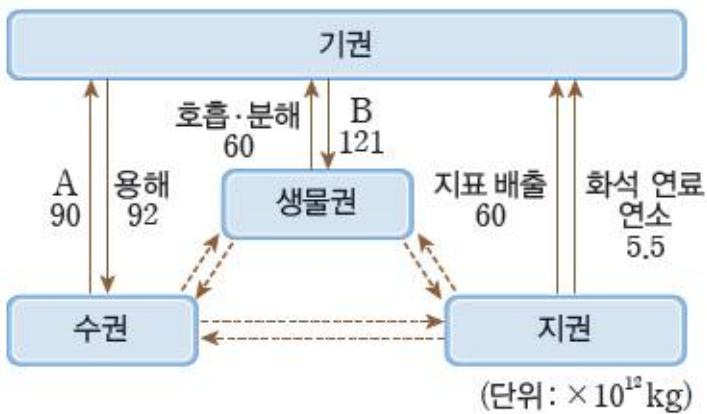 기권
호흡·분해
60
B
121
A
90
용해
92
생물권
지표 배출
60
화석 연료
연소
5.5
수권
지권
(단위: ×10¹²kg)